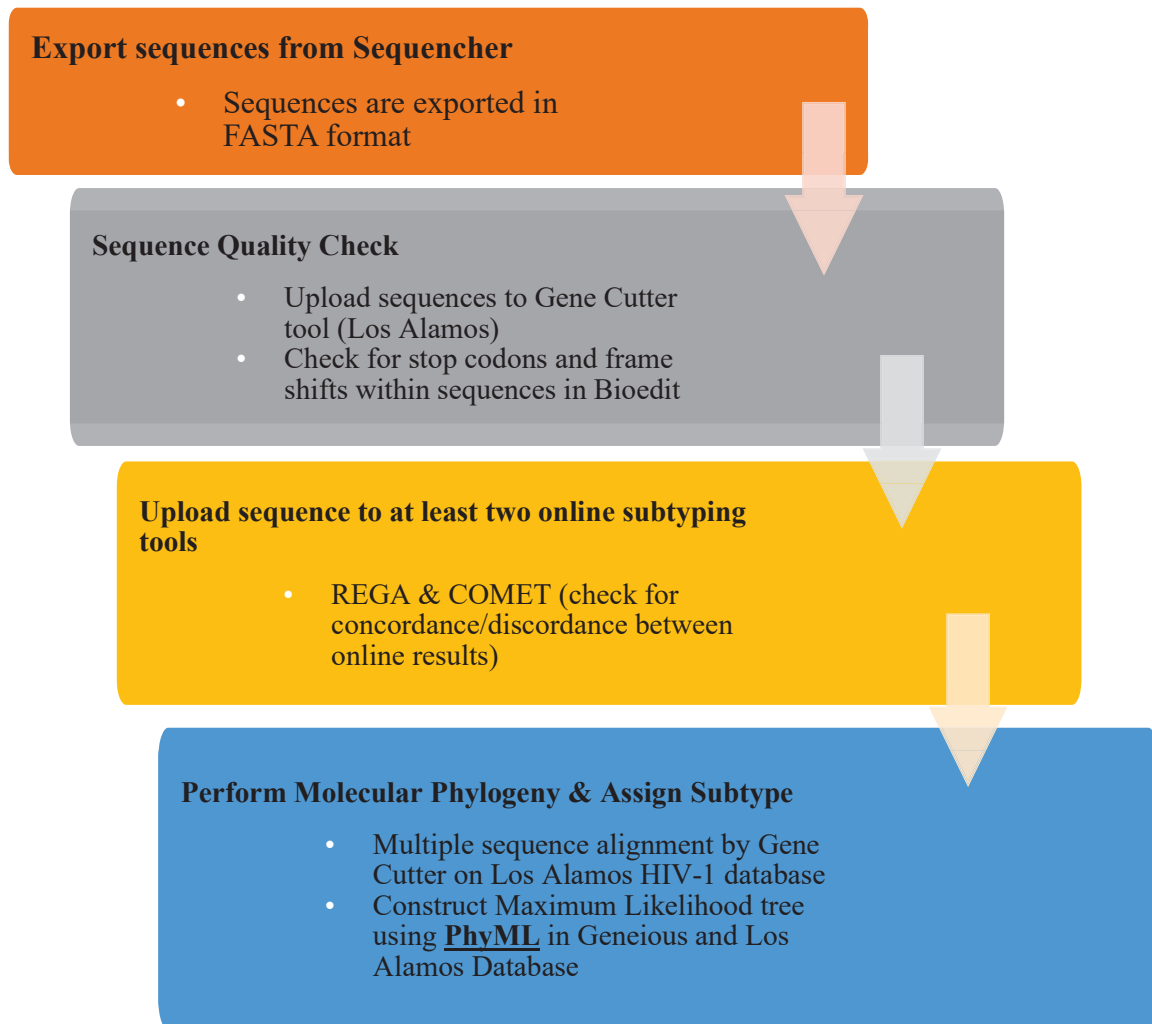 Export sequences from Sequencher
• Sequences are exported in
FASTA format
Sequence Quality Check
• Upload sequences to Gene Cutter
tool (Los Alamos)
• Check for stop codons and frame
shifts within sequences in Bioedit
Upload sequence to at least two online subtyping
tools
• REGA & COMET (check for
concordance/discordance between
online results)
Perform Molecular Phylogeny & Assign Subtype
• Multiple sequence alignment by Gene
Cutter on Los Alamos HIV-1 database
• Construct Maximum Likelihood tree
using PhyML in Geneious and Los
Alamos Database